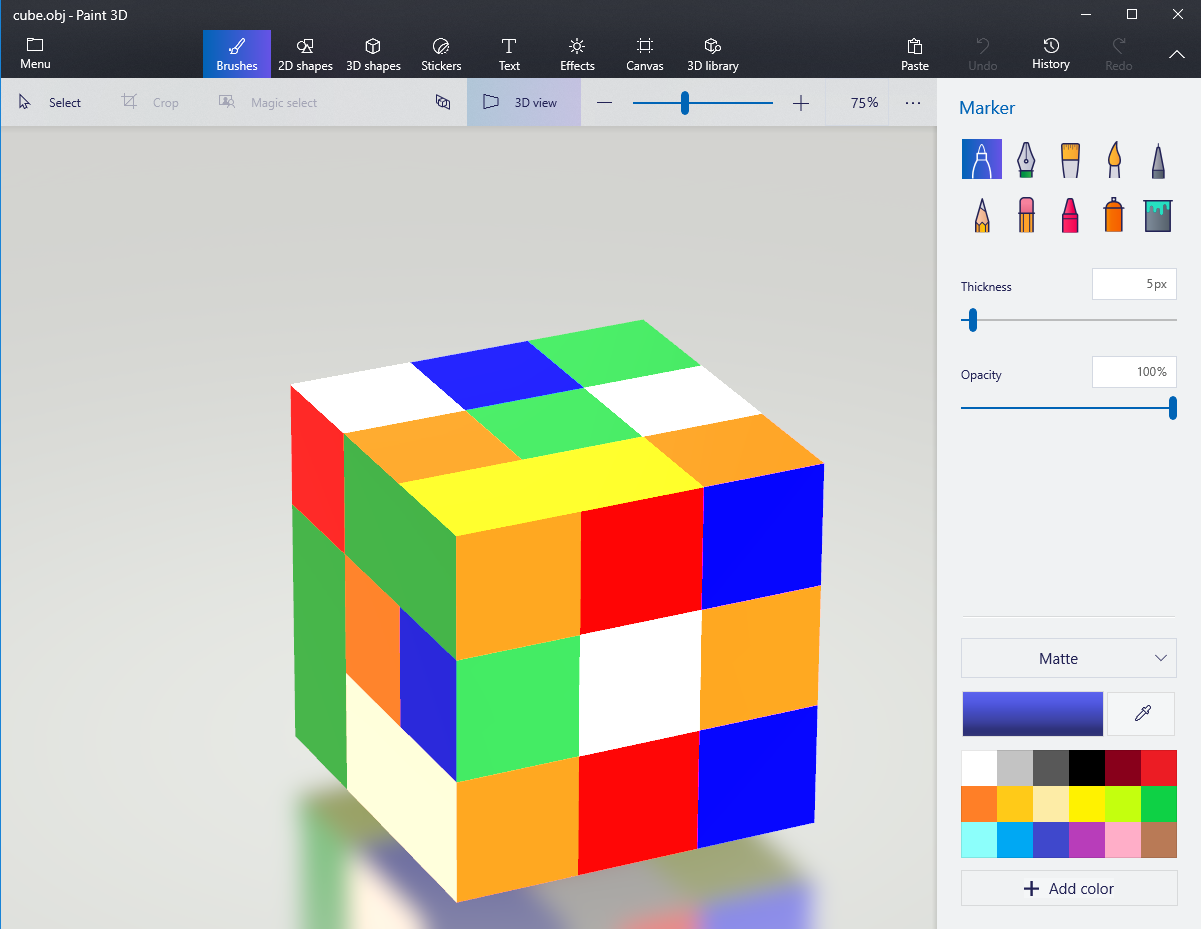 cube.obj - Paint 3D
Menu
Brushes
2D shapes
3D shapes
Stickers
Text
Effects
Canvas
3D library
Paste
Undo
History
Redo
Select
Crop
Magic select
3D view
75%
Marker
Thickness
5px
Opacity
100%
Matte
Add color